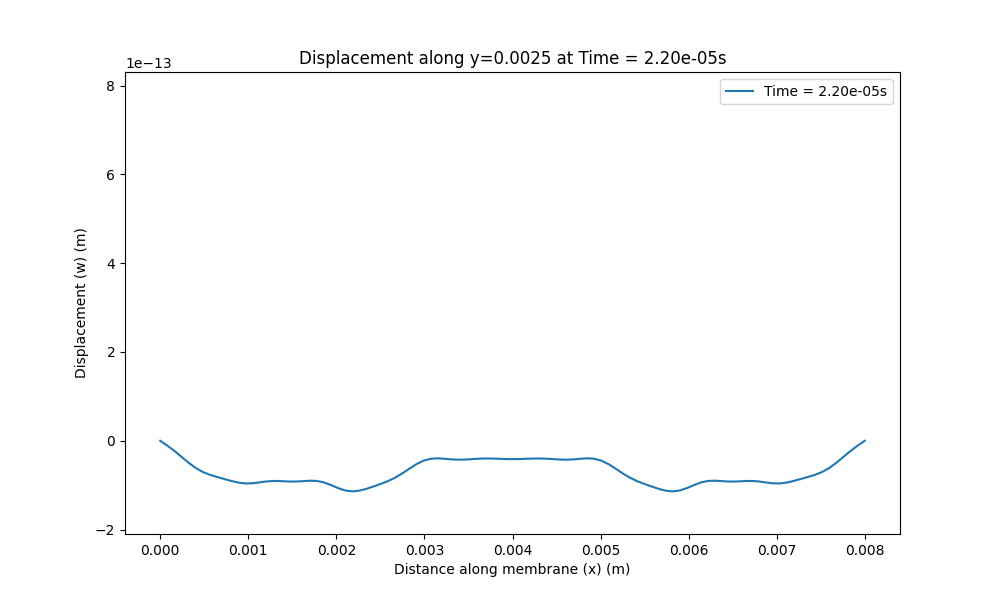 Displacement along y=0.0025 at Time = 2.20e-05s
1e−13
Time = 2.20e-05s
8
6
4
2
0
−2
Displacement (w) (m)
0.000 0.001 0.002 0.003 0.004 0.005 0.006 0.007 0.008
Distance along membrane (x) (m)